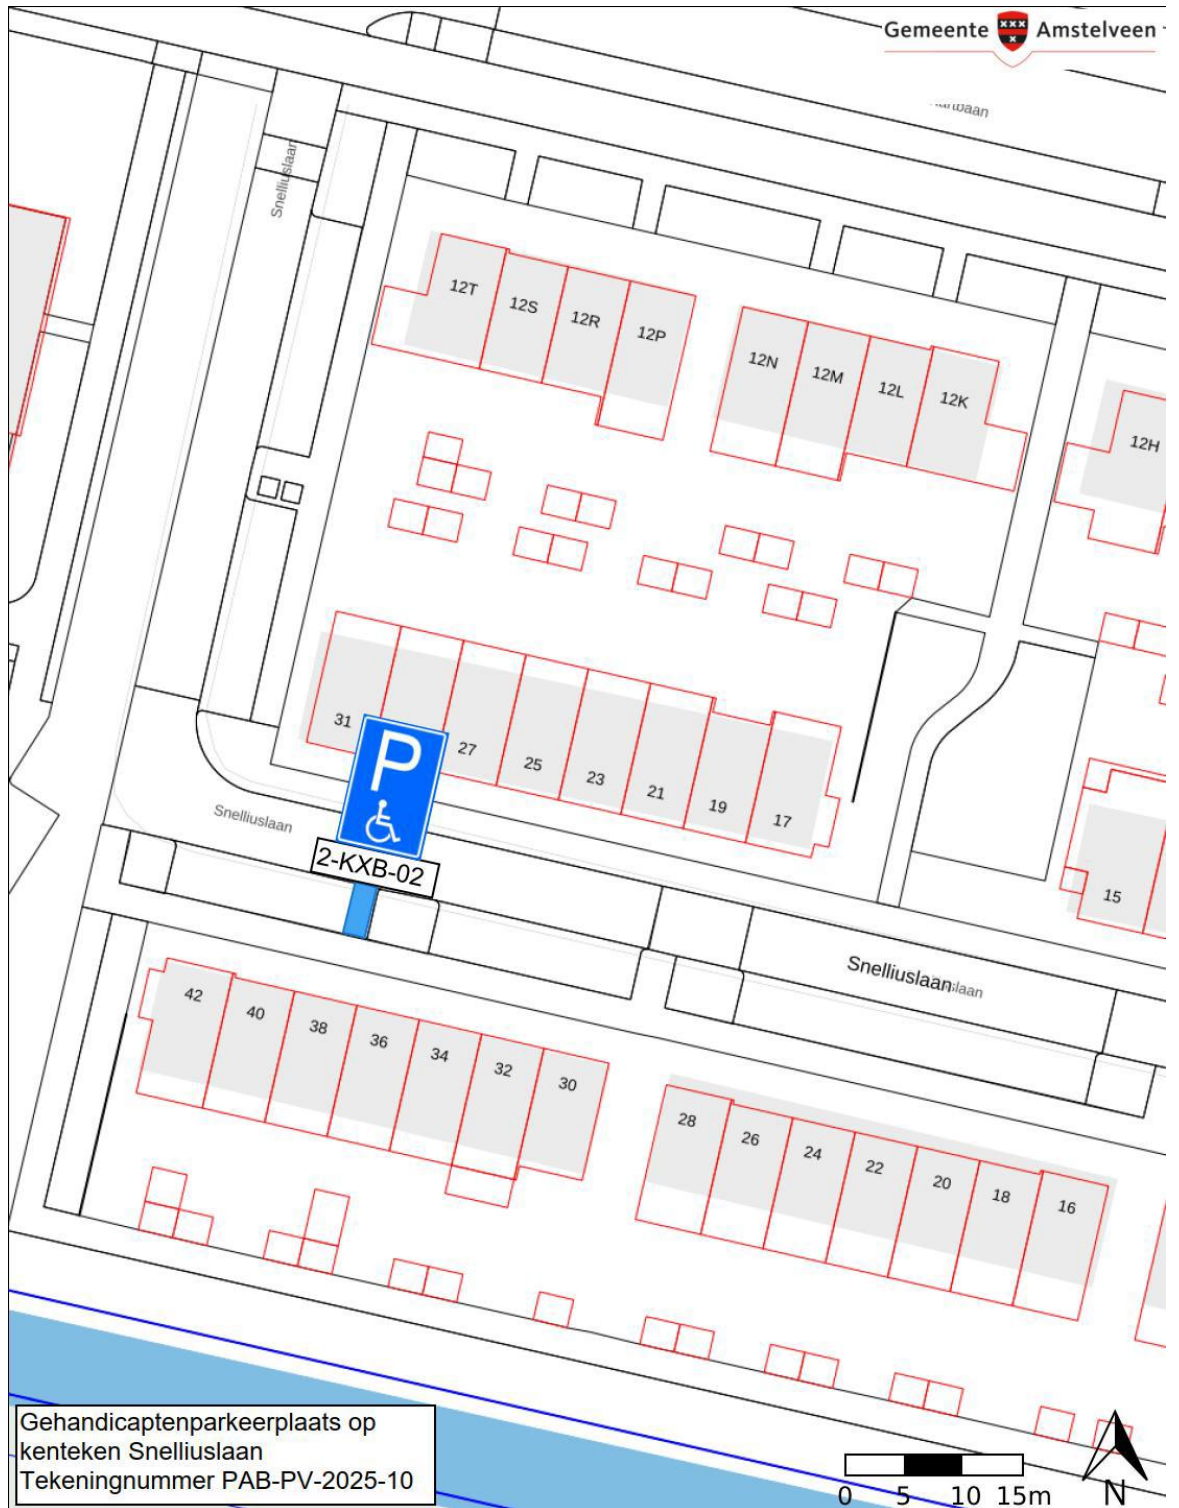 Gemeente Amstelveen
Snelliuslaan
12T
12S
12R
12P
12N
12M
12L
12K
12H
31
27
25
23
21
19
17
15
P
2-KXB-02
Snelliuslaan
Snelliuslaan
42
40
38
36
34
32
30
28
26
24
22
20
18
16
Gehandicaptenparkeerplaats op
kenteken Snelliuslaan
Tekeningnummer PAB-PV-2025-10
0 5 10 15m
N